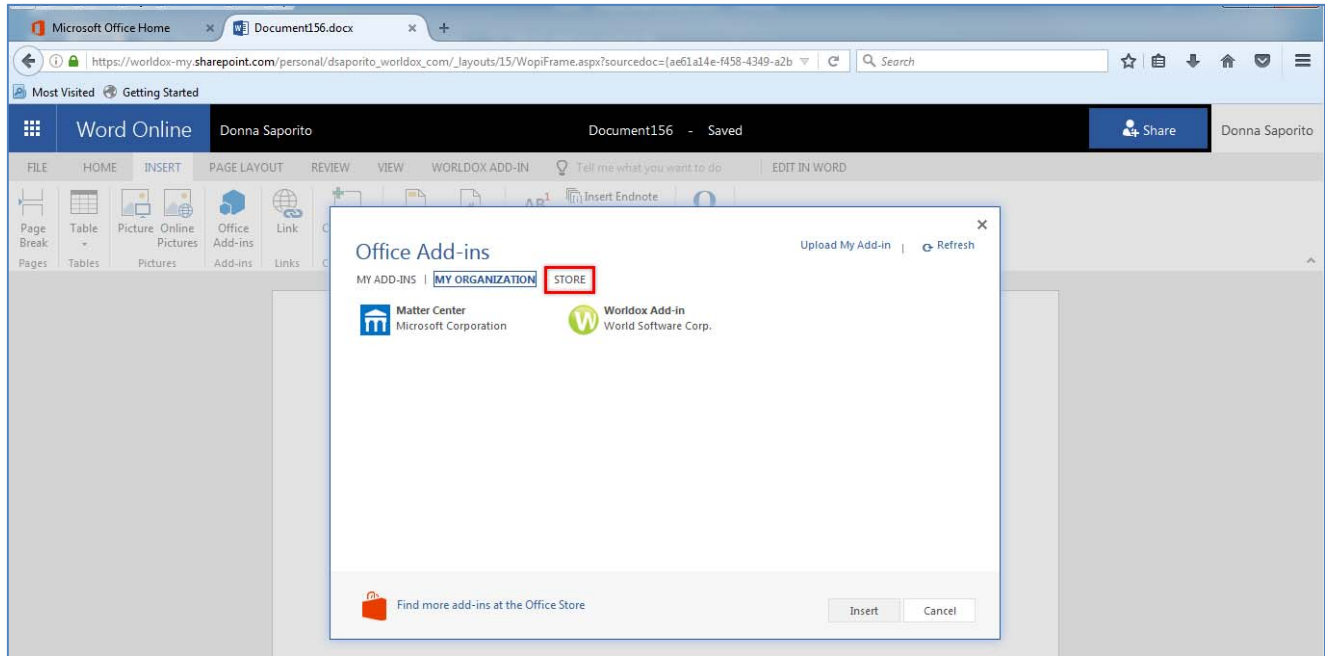 Microsoft Office Home
Document156.docx
https://worldox-my.sharepoint.com/personal/dsaporito_worldox_com/_layouts/15/WopiFrame.aspx?sourcedoc={ae61a14e-f458-4349-a2b
Search
Most Visited Getting Started
Word Online Donna Saporito Document156 - Saved Share Donna Saporito
FILE HOME INSERT PAGE LAYOUT REVIEW VIEW WORLDOX ADD-IN Tell me what you want to do EDIT IN WORD
Page Break
Table
Picture
Online Pictures
Office Add-ins
Link
AB1
Insert Endnote
Pages Tables Pictures Add-ins Links
Office Add-ins
Upload My Add-in | Refresh
MY ADD-INS | MY ORGANIZATION STORE
Matter Center
Microsoft Corporation
Worldox Add-in
World Software Corp.
Find more add-ins at the Office Store
Insert Cancel